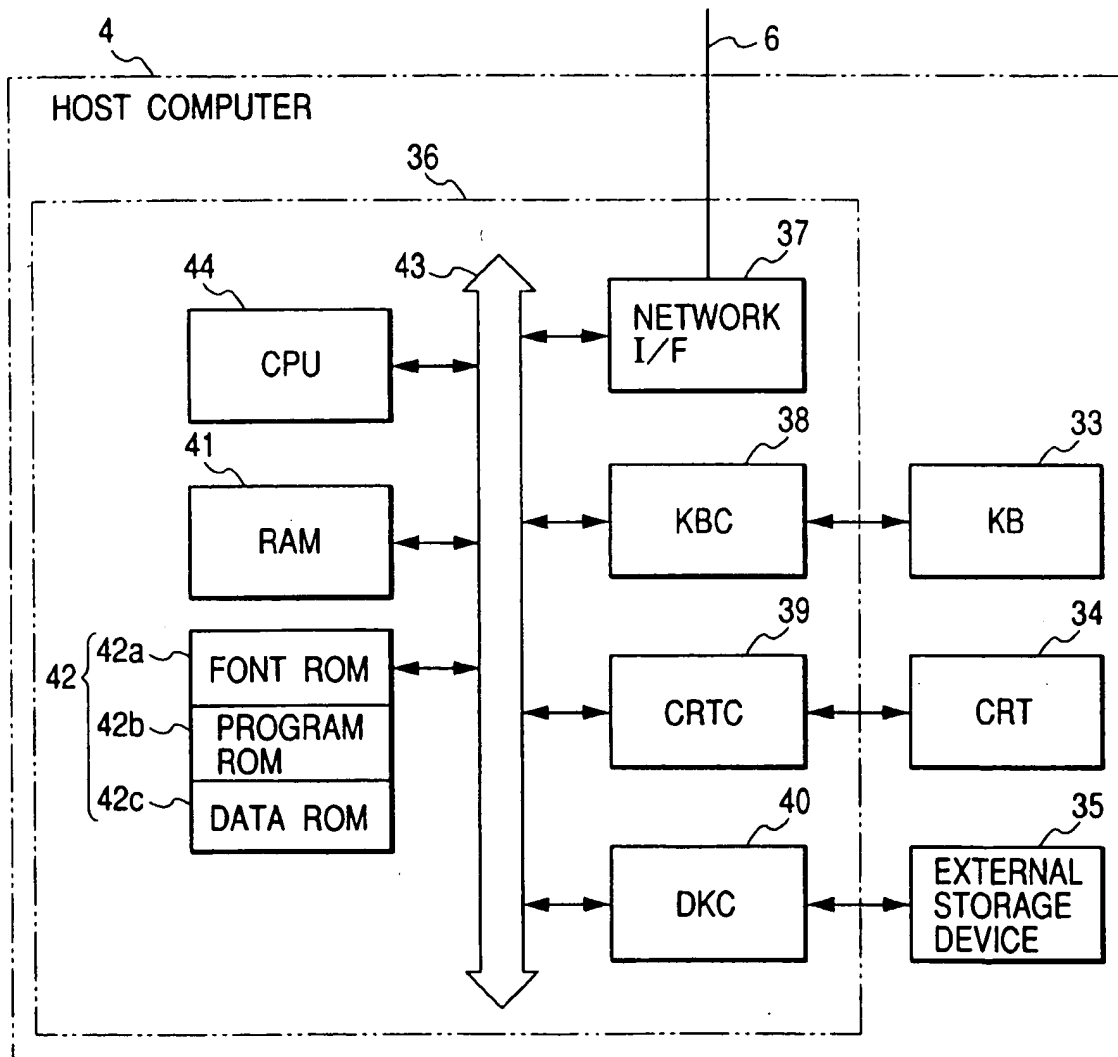 4
6
HOST COMPUTER
36
44
43
37
CPU
NETWORK
I/F
41
38
33
RAM
KBC
KB
39
34
42
42a
FONT ROM
CRTC
CRT
42b
PROGRAM
ROM
42c
DATA ROM
40
35
DKC
EXTERNAL
STORAGE
DEVICE